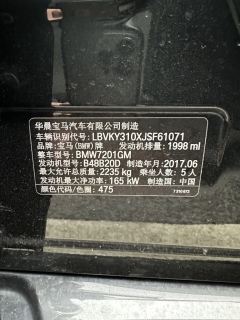 华晨宝马汽车有限公司制造
车辆识别代号: LBVKY310XJSF61071
品牌: 宝马(BMW)牌 发动机排量: 1998 ml
整车型号: BMW7201GM
发动机型号: B48B20D 制造年月: 2017.06
最大允许总质量: 2235 kg 乘坐人数: 5 人
发动机最大净功率: 165 kW 制造国: 中国
颜色代码/色围: 475